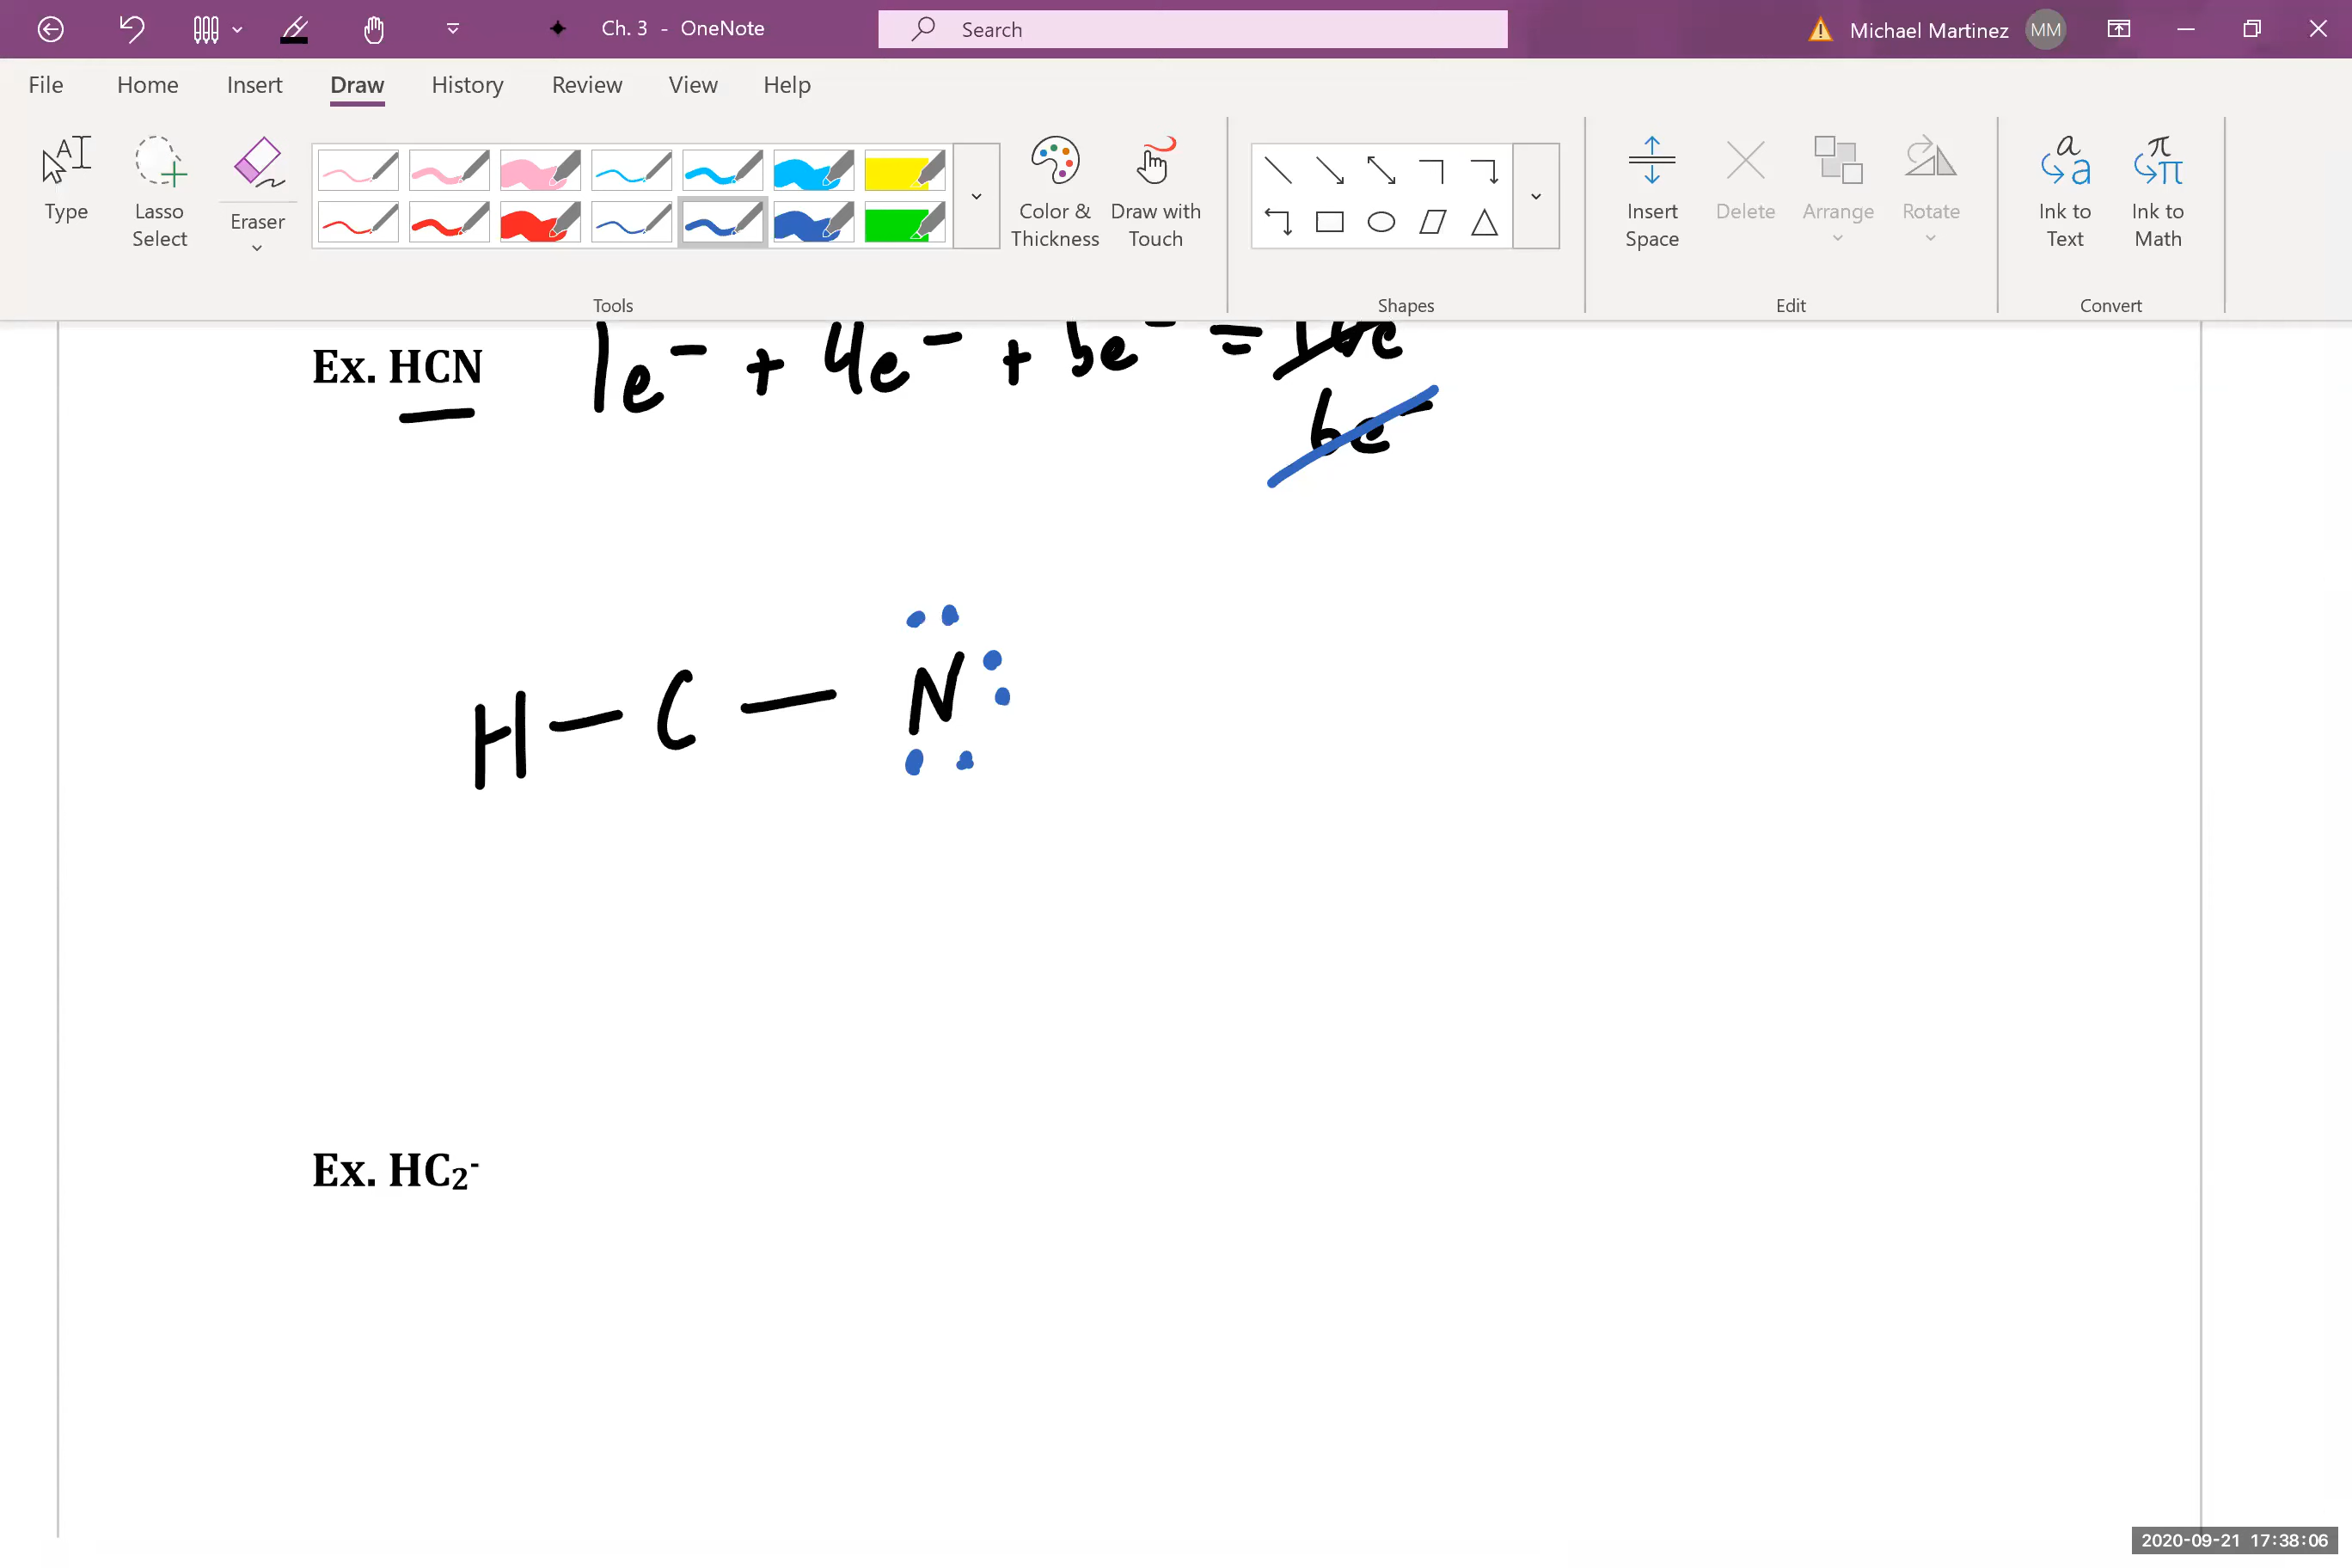 Ch. 3 - OneNote
Search
Michael Martinez MM
File Home Insert Draw History Review View Help
Type
Lasso Select
Eraser
Color & Thickness
Draw with Touch
Insert Space
Delete
Arrange
Rotate
Ink to Text
Ink to Math
Tools
Shapes
Edit
Convert
Ex. HCN 1e⁻ + 4e⁻ + 5e⁻ = 10e
6e⁻
H — C — N
Ex. HC₂⁻
2020-09-21 17:38:06